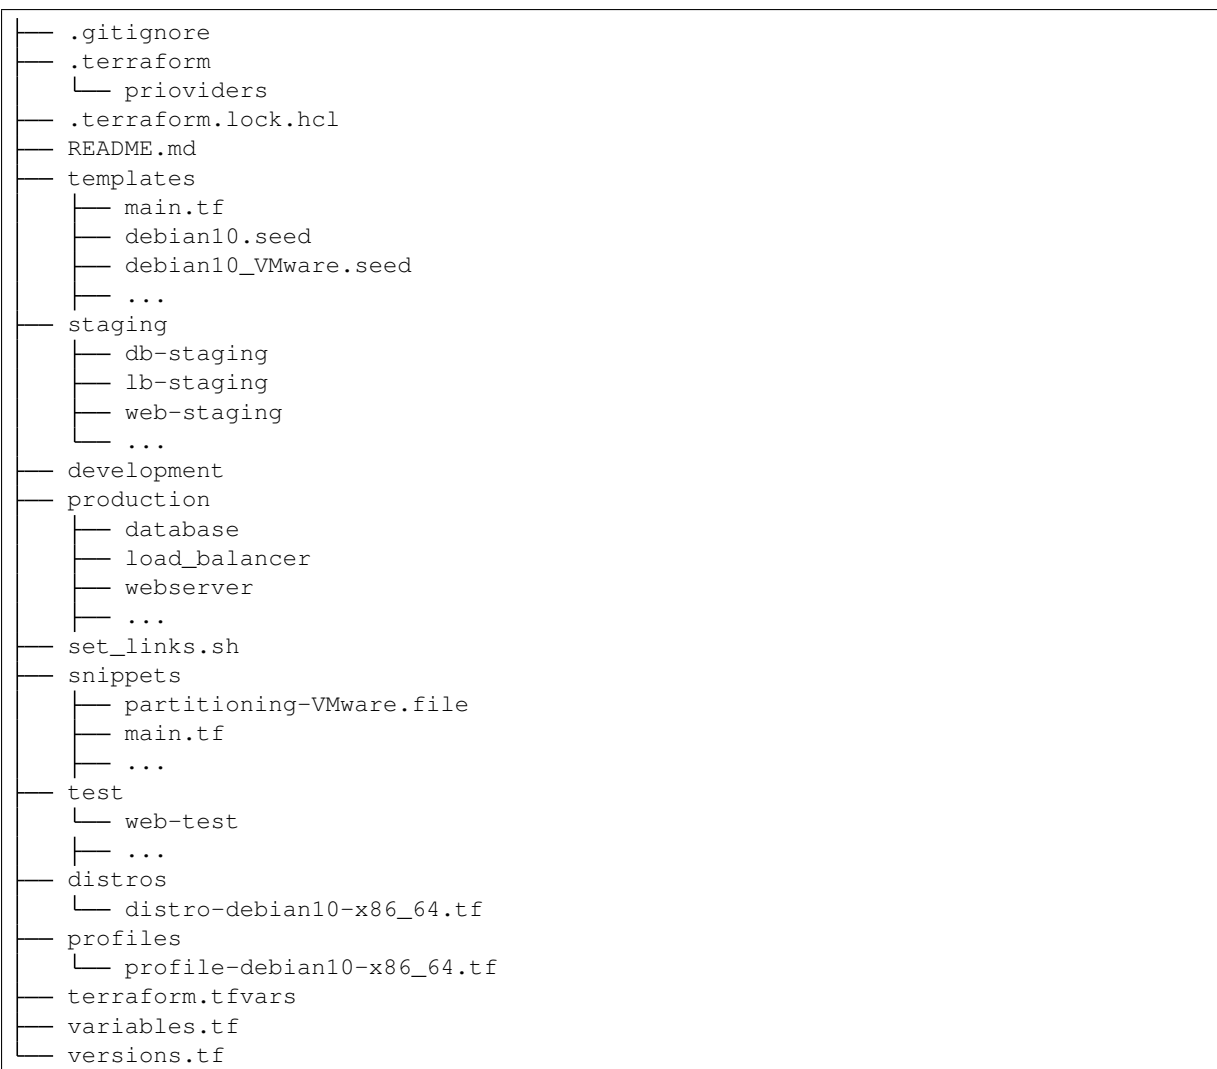 ├── .gitignore
├── .terraform
│   └── prioviders
├── .terraform.lock.hcl
├── README.md
├── templates
│   ├── main.tf
│   ├── debian10.seed
│   ├── debian10_VMware.seed
│   ├── ...
├── staging
│   ├── db-staging
│   ├── lb-staging
│   ├── web-staging
│   └── ...
├── development
├── production
│   ├── database
│   ├── load_balancer
│   ├── webserver
│   ├── ...
├── set_links.sh
├── snippets
│   ├── partitioning-VMware.file
│   ├── main.tf
│   ├── ...
├── test
│   └── web-test
│   ├── ...
├── distros
│   └── distro-debian10-x86_64.tf
├── profiles
│   └── profile-debian10-x86_64.tf
├── terraform.tfvars
├── variables.tf
└── versions.tf